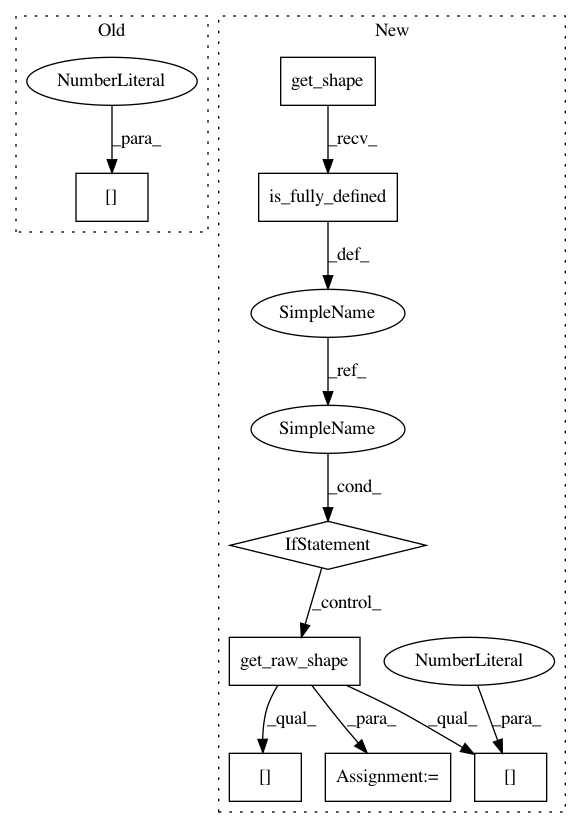 Old
New
NumberLiteral
_para_
[]
get_shape
_recv_
is_fully_defined
_def_
SimpleName
_ref_
SimpleName
_cond_
IfStatement
_control_
get_raw_shape
NumberLiteral
_qual_
_para_
_qual_
_para_
[]
Assignment:=
[]